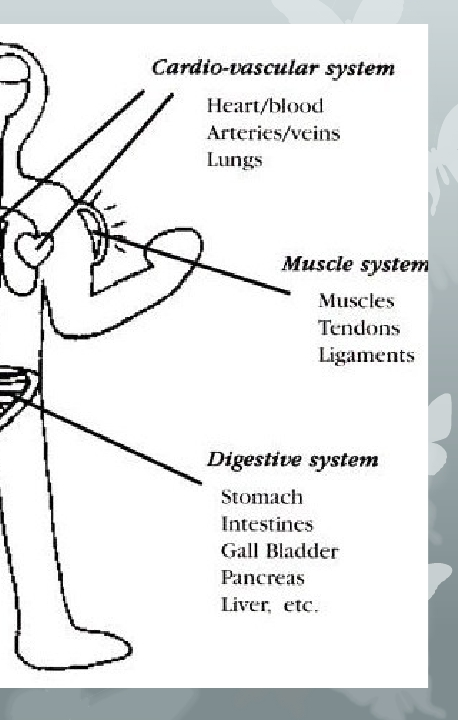 Cardio-vascular system
Heart/blood
Arteries/veins
Lungs
Muscle system
Muscles
Tendons
Ligaments
Digestive system
Stomach
Intestines
Gall Bladder
Pancreas
Liver, etc.